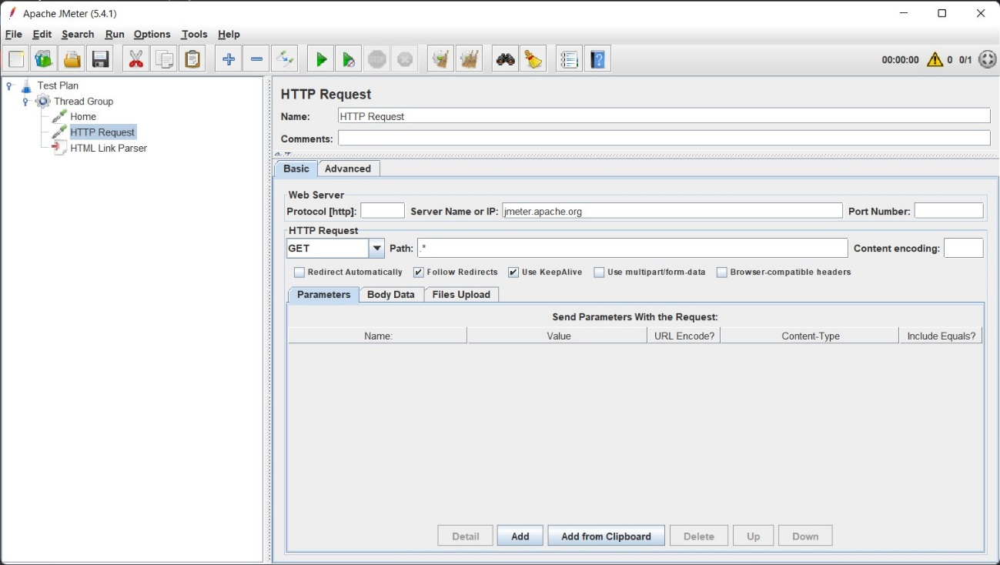 Apache JMeter (5.4.1)
File Edit Search Run Options Tools Help
STOP 00:00:00 0 0/1
Test Plan
Thread Group
Home
HTTP Request
HTML Link Parser
HTTP Request
Name: HTTP Request
Comments:
Basic Advanced
Web Server
Protocol [http]: Server Name or IP: jmeter.apache.org Port Number:
HTTP Request
GET Path: .* Content encoding:
Redirect Automatically Follow Redirects Use KeepAlive Use multipart/form-data Browser-compatible headers
Parameters Body Data Files Upload
Send Parameters With the Request:
Name: Value URL Encode? Content-Type Include Equals?
Detail Add Add from Clipboard Delete Up Down